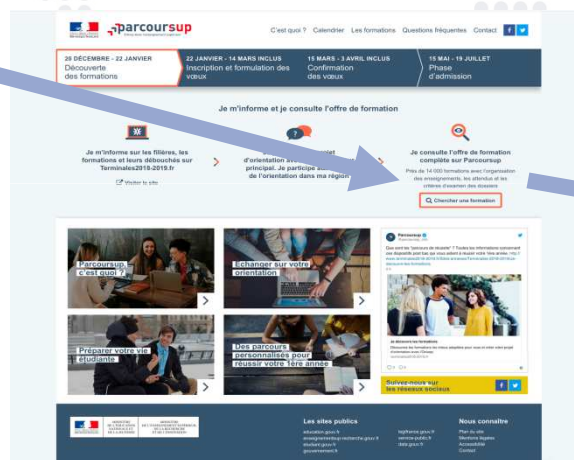 parcoursup
C'est quoi ? Calendrier Les formations Questions fréquentes Contact
20 DÉCEMBRE - 22 JANVIER
Découverte
des formations
22 JANVIER - 14 MARS INCLUS
Inscription et formulation des
vœux
15 MARS - 3 AVRIL INCLUS
Confirmation
des vœux
15 MAI - 19 JUILLET
Phase
d'admission
Je m'informe et je consulte l'offre de formation
Je m'informe sur les filières, les
formations et leurs débouchés sur
Terminales2018-2019.fr
Visiter le site
d'orientation
principal. Je participe
de l'orientation dans ma région
Je consulte l'offre de formation
complète sur Parcoursup
Près de 14 000 formations avec l'organisation
des enseignements, les attendus et les
critères d'examen des dossiers
Chercher une formation
Parcoursup,
c'est quoi ?
Échanger sur votre
orientation
Préparer votre vie
étudiante
Des parcours
personnalisés pour
réussir votre 1ère année
Parcoursup
Je découvre les formations
Suivez-nous sur
les réseaux sociaux
Les sites publics
education.gouv.fr
enseignementsup-recherche.gouv.fr
etudiant.gouv.fr
gouvernement.fr
legifrance.gouv.fr
service-public.fr
data.gouv.fr
Nous connaître
Plan du site
Mentions légales
Accessibilité
Contact